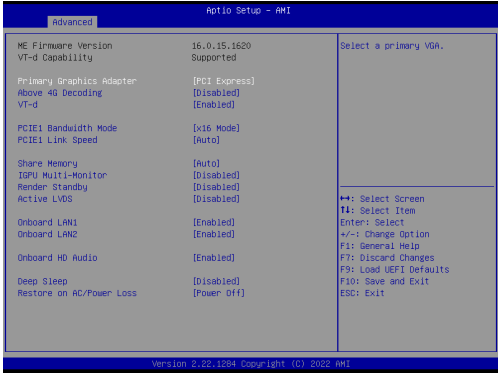 Aptio Setup - AMI
Advanced
ME Firmware Version 16.0.15.1620
VT-d Capability Supported
Primary Graphics Adapter [PCI Express]
Above 4G Decoding [Disabled]
VT-d [Enabled]
PCIE1 Bandwidth Mode [x16 Mode]
PCIE1 Link Speed [Auto]
Share Memory [Auto]
IGPU Multi-Monitor [Disabled]
Render Standby [Disabled]
Active LVDS [Disabled]
Onboard LAN1 [Enabled]
Onboard LAN2 [Enabled]
Onboard HD Audio [Enabled]
Deep Sleep [Disabled]
Restore on AC/Power Loss [Power Off]
Select a primary VGA.
↔: Select Screen
↑↓: Select Item
Enter: Select
+/-: Change Option
F1: General Help
F7: Discard Changes
F9: Load UEFI Defaults
F10: Save and Exit
ESC: Exit
Version 2.22.1284 Copyright (C) 2022 AMI